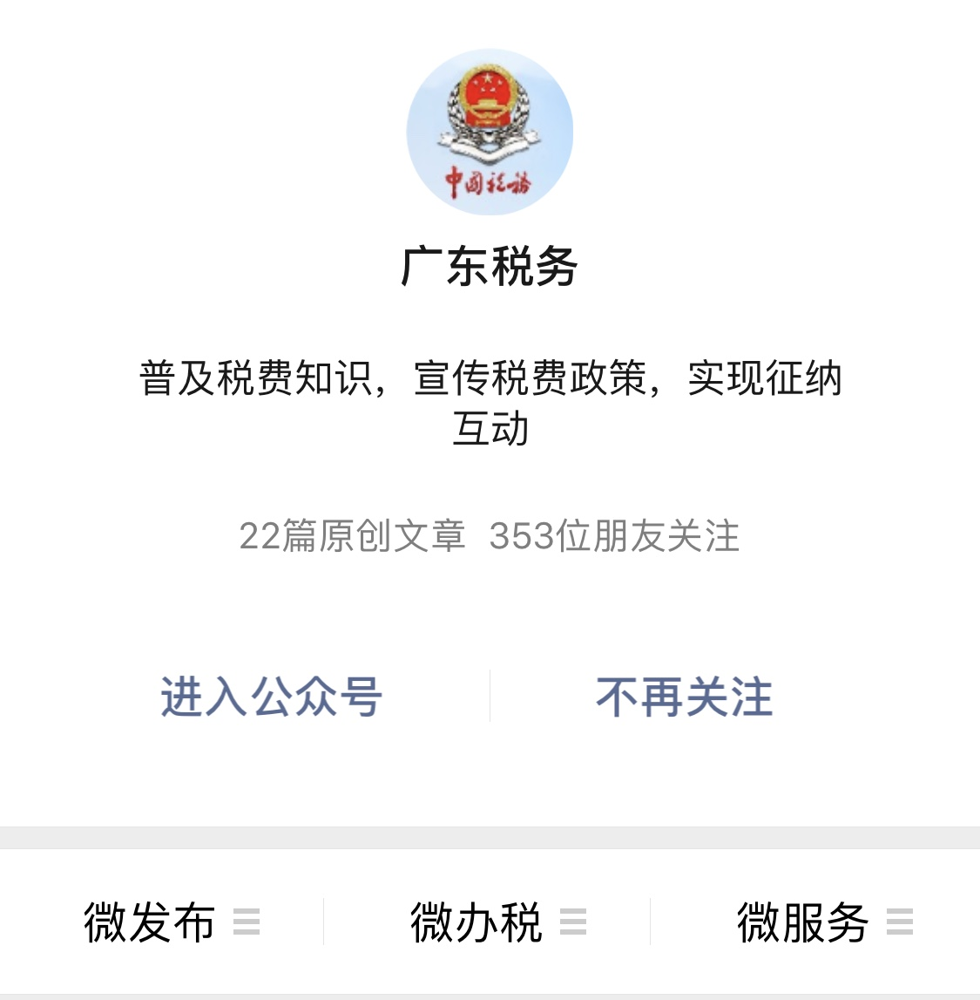 中国税务
广东税务
普及税费知识，宣传税费政策，实现征纳
互动
22篇原创文章 353位朋友关注
进入公众号 不再关注
微发布 微办税 微服务